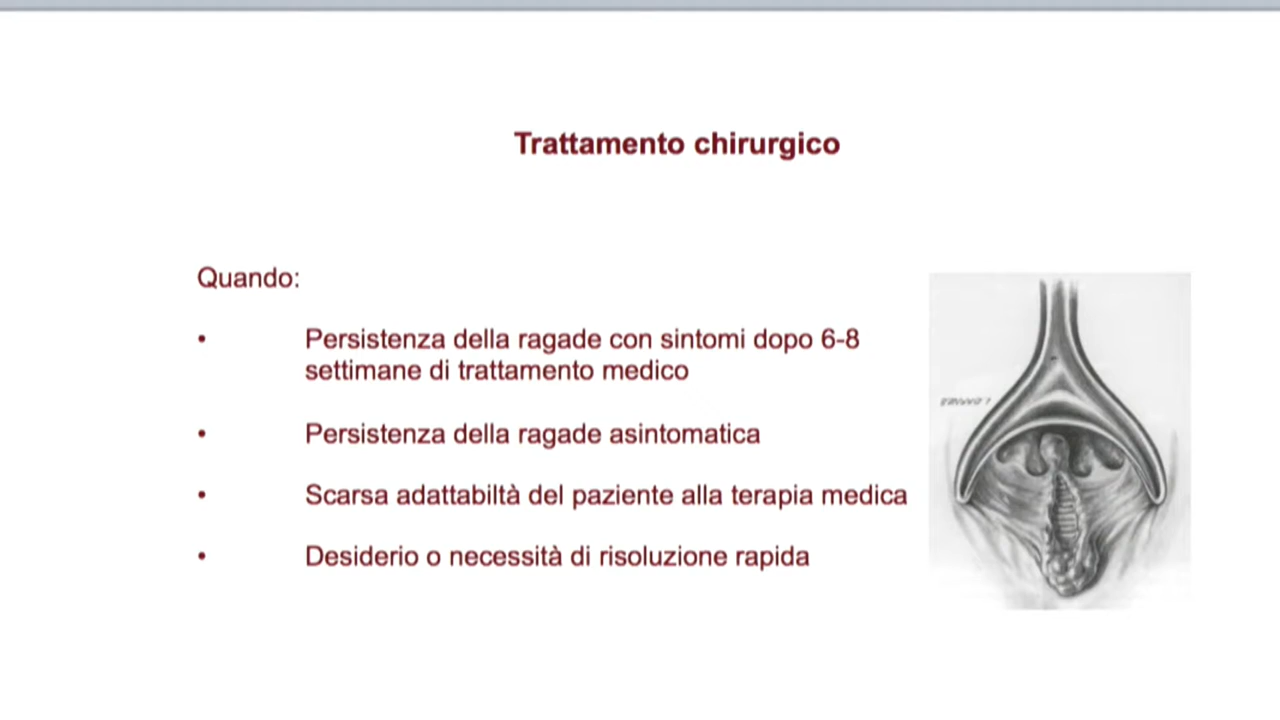 Trattamento chirurgico
Quando:
• Persistenza della ragade con sintomi dopo 6-8
settimane di trattamento medico
• Persistenza della ragade asintomatica
• Scarsa adattabiltà del paziente alla terapia medica
• Desiderio o necessità di risoluzione rapida